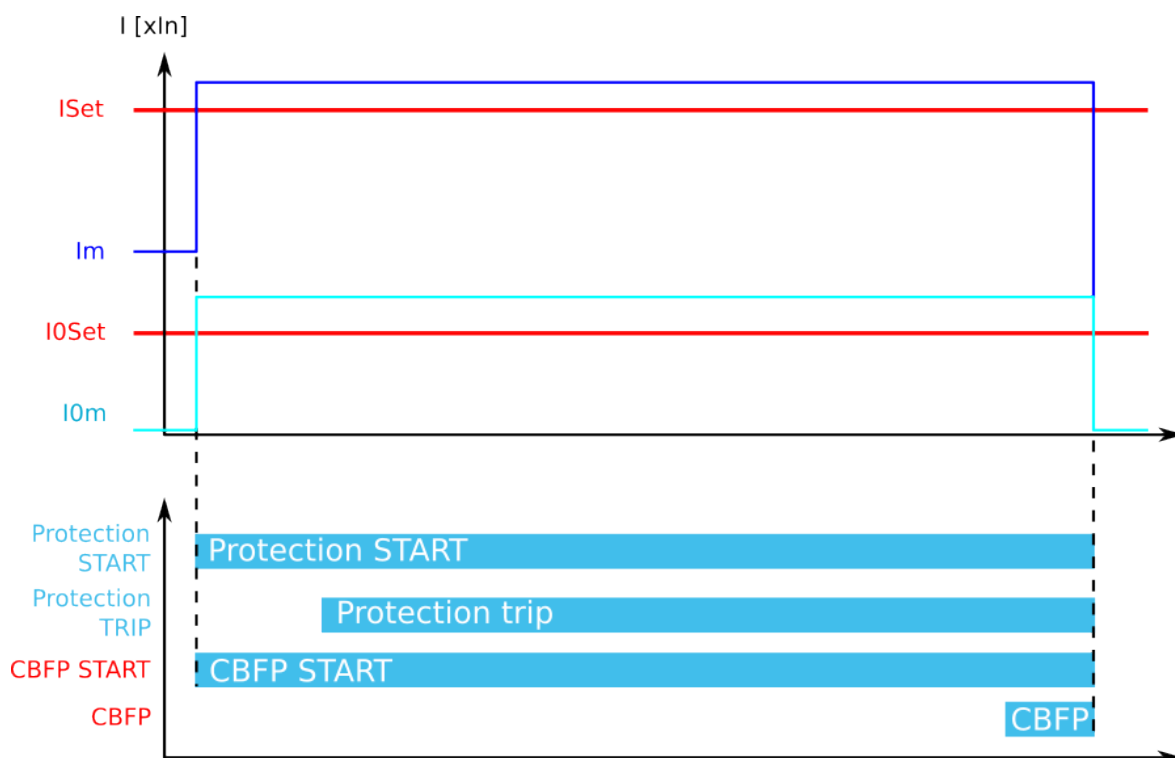 I [xIn]
ISet
Im
I0Set
I0m
Protection
START
Protection START
Protection
TRIP
Protection trip
CBFP START
CBFP START
CBFP
CBFP